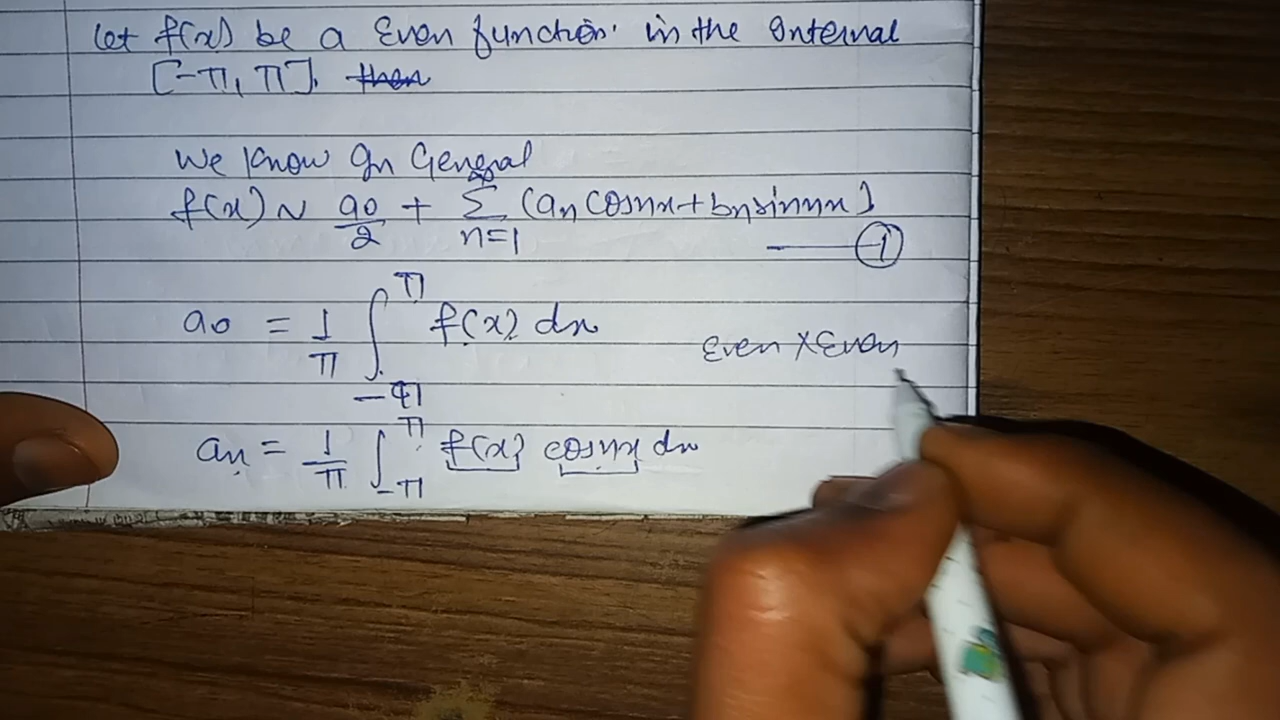 Let f(x) be a Even function in the Interval
[-π, π]. then
We Know In General
f(x) ~ a0/2 + ∞∑n=1 (an cosnx + bn sinnx)
—— ①
a0 = 1/π ∫-π^π f(x) dx
Even × Even
an = 1/π ∫-π^π f(x) cosnx dx